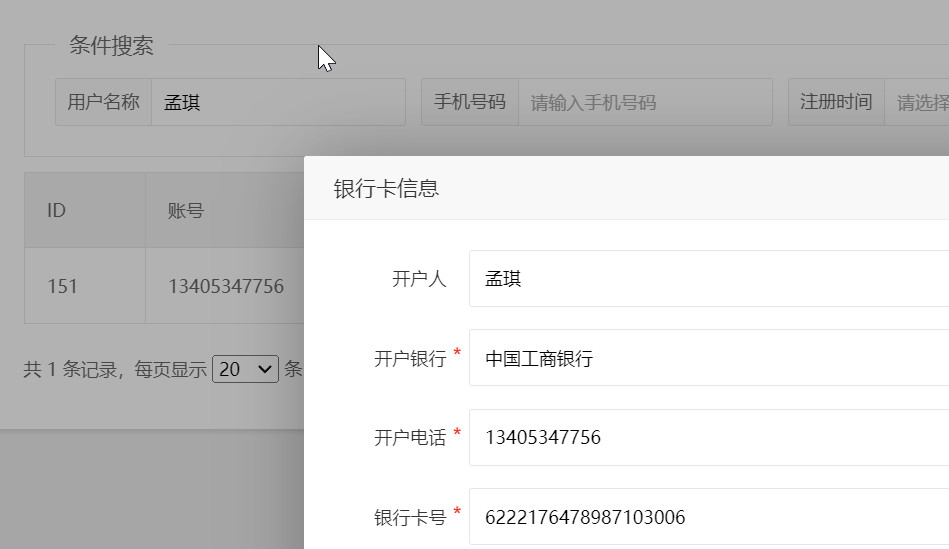 条件搜索
用户名称 孟琪 手机号码 请输入手机号码 注册时间 请选择
银行卡信息
ID 账号
开户人 孟琪
151 13405347756
开户银行 * 中国工商银行
共 1 条记录，每页显示 20 条
开户电话 * 13405347756
银行卡号 * 6222176478987103006